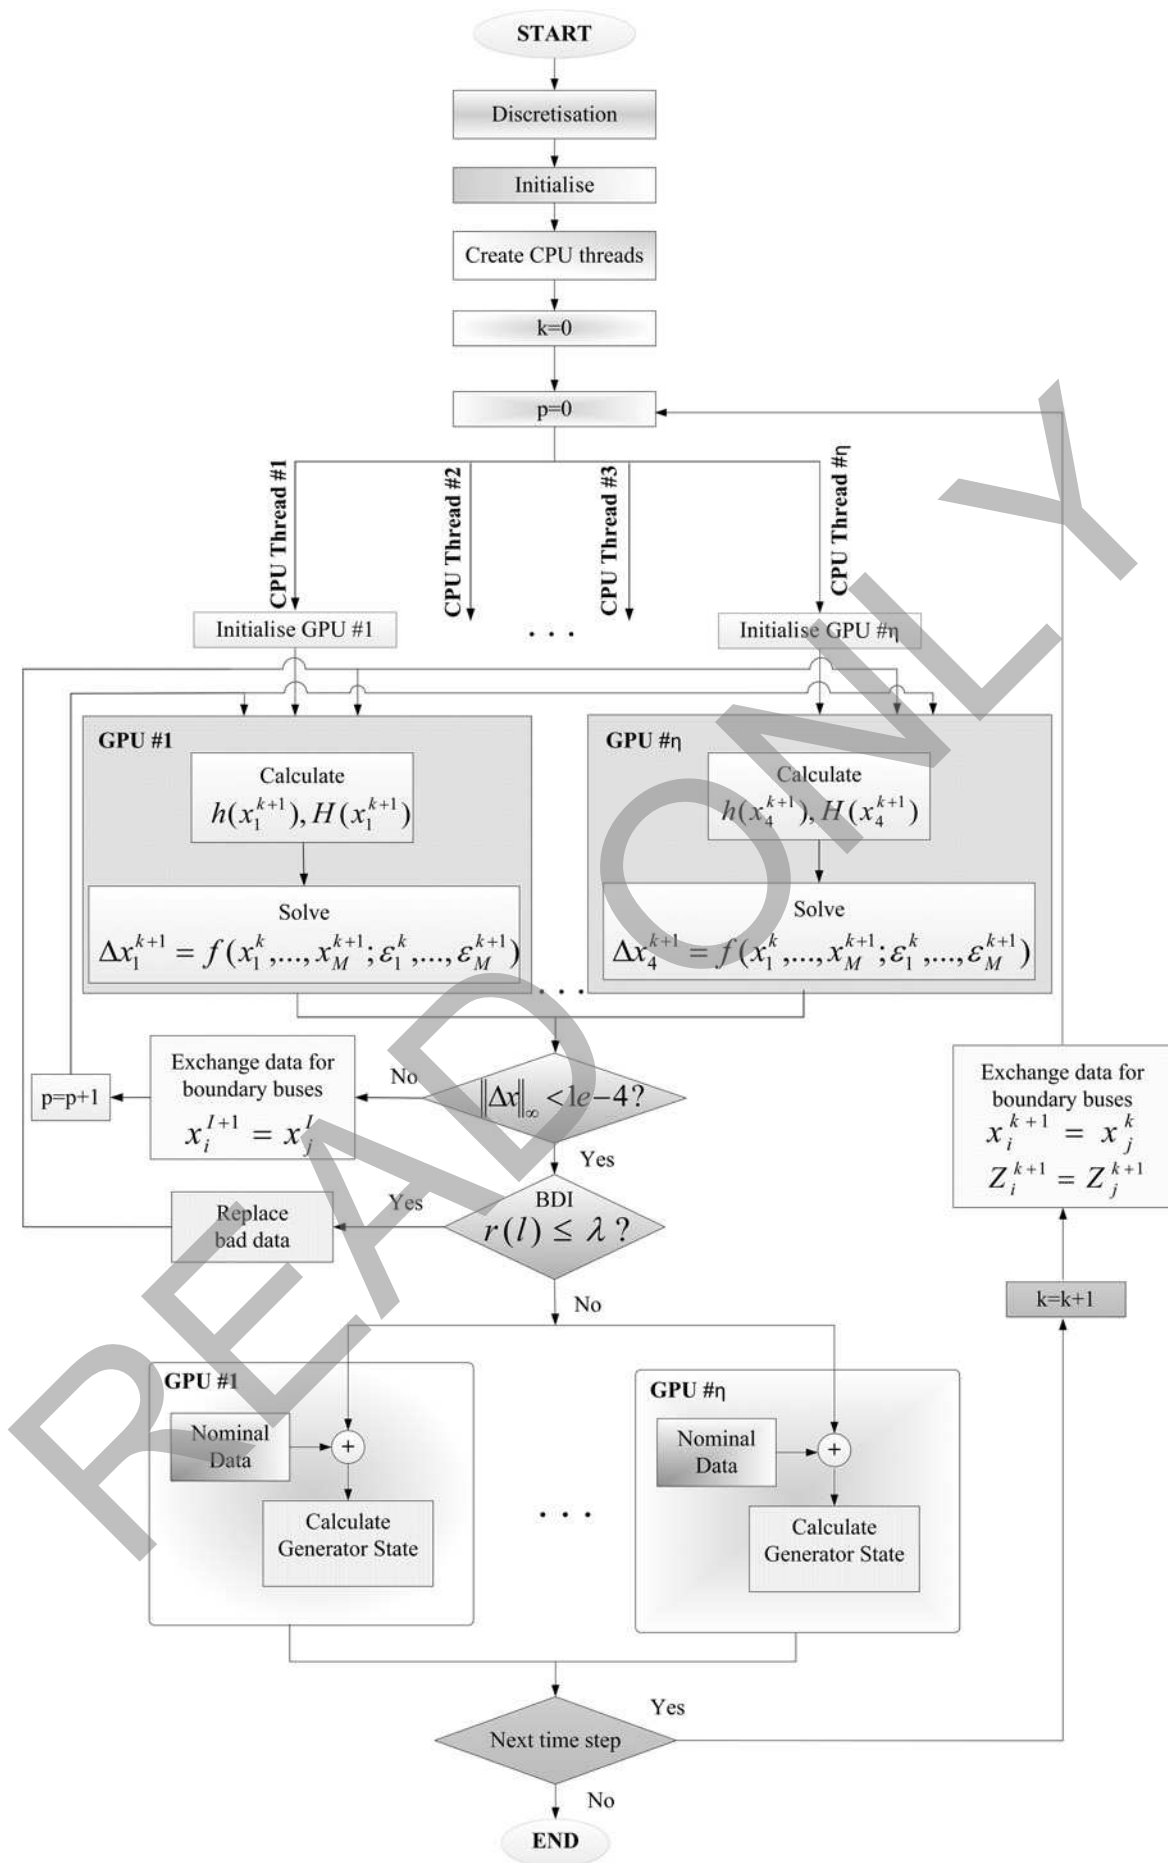 START
Discretisation
Initialise
Create CPU threads
k=0
p=0
CPU Thread #1
CPU Thread #2
CPU Thread #3
CPU Thread #η
Initialise GPU #1
. . .
Initialise GPU #η
GPU #1
Calculate
h(x_1^{k+1}), H(x_1^{k+1})
Solve
Δx_1^{k+1} = f(x_1^k,..., x_M^{k+1}; ε_1^k,..., ε_M^{k+1})
GPU #η
Calculate
h(x_4^{k+1}), H(x_4^{k+1})
Solve
Δx_4^{k+1} = f(x_1^k,..., x_M^{k+1}; ε_1^k,..., ε_M^{k+1})
. . .
‖Δx‖_∞ < 1e−4?
No
Exchange data for
boundary buses
x_i^{I+1} = x_j^I
p=p+1
Yes
BDI
r(l) ≤ λ ?
Yes
Replace
bad data
No
Exchange data for
boundary buses
x_i^{k+1} = x_j^k
Z_i^{k+1} = Z_j^{k+1}
k=k+1
GPU #1
Nominal
Data
+
Calculate
Generator State
. . .
GPU #η
Nominal
Data
+
Calculate
Generator State
Next time step
Yes
No
END
READ ONLY